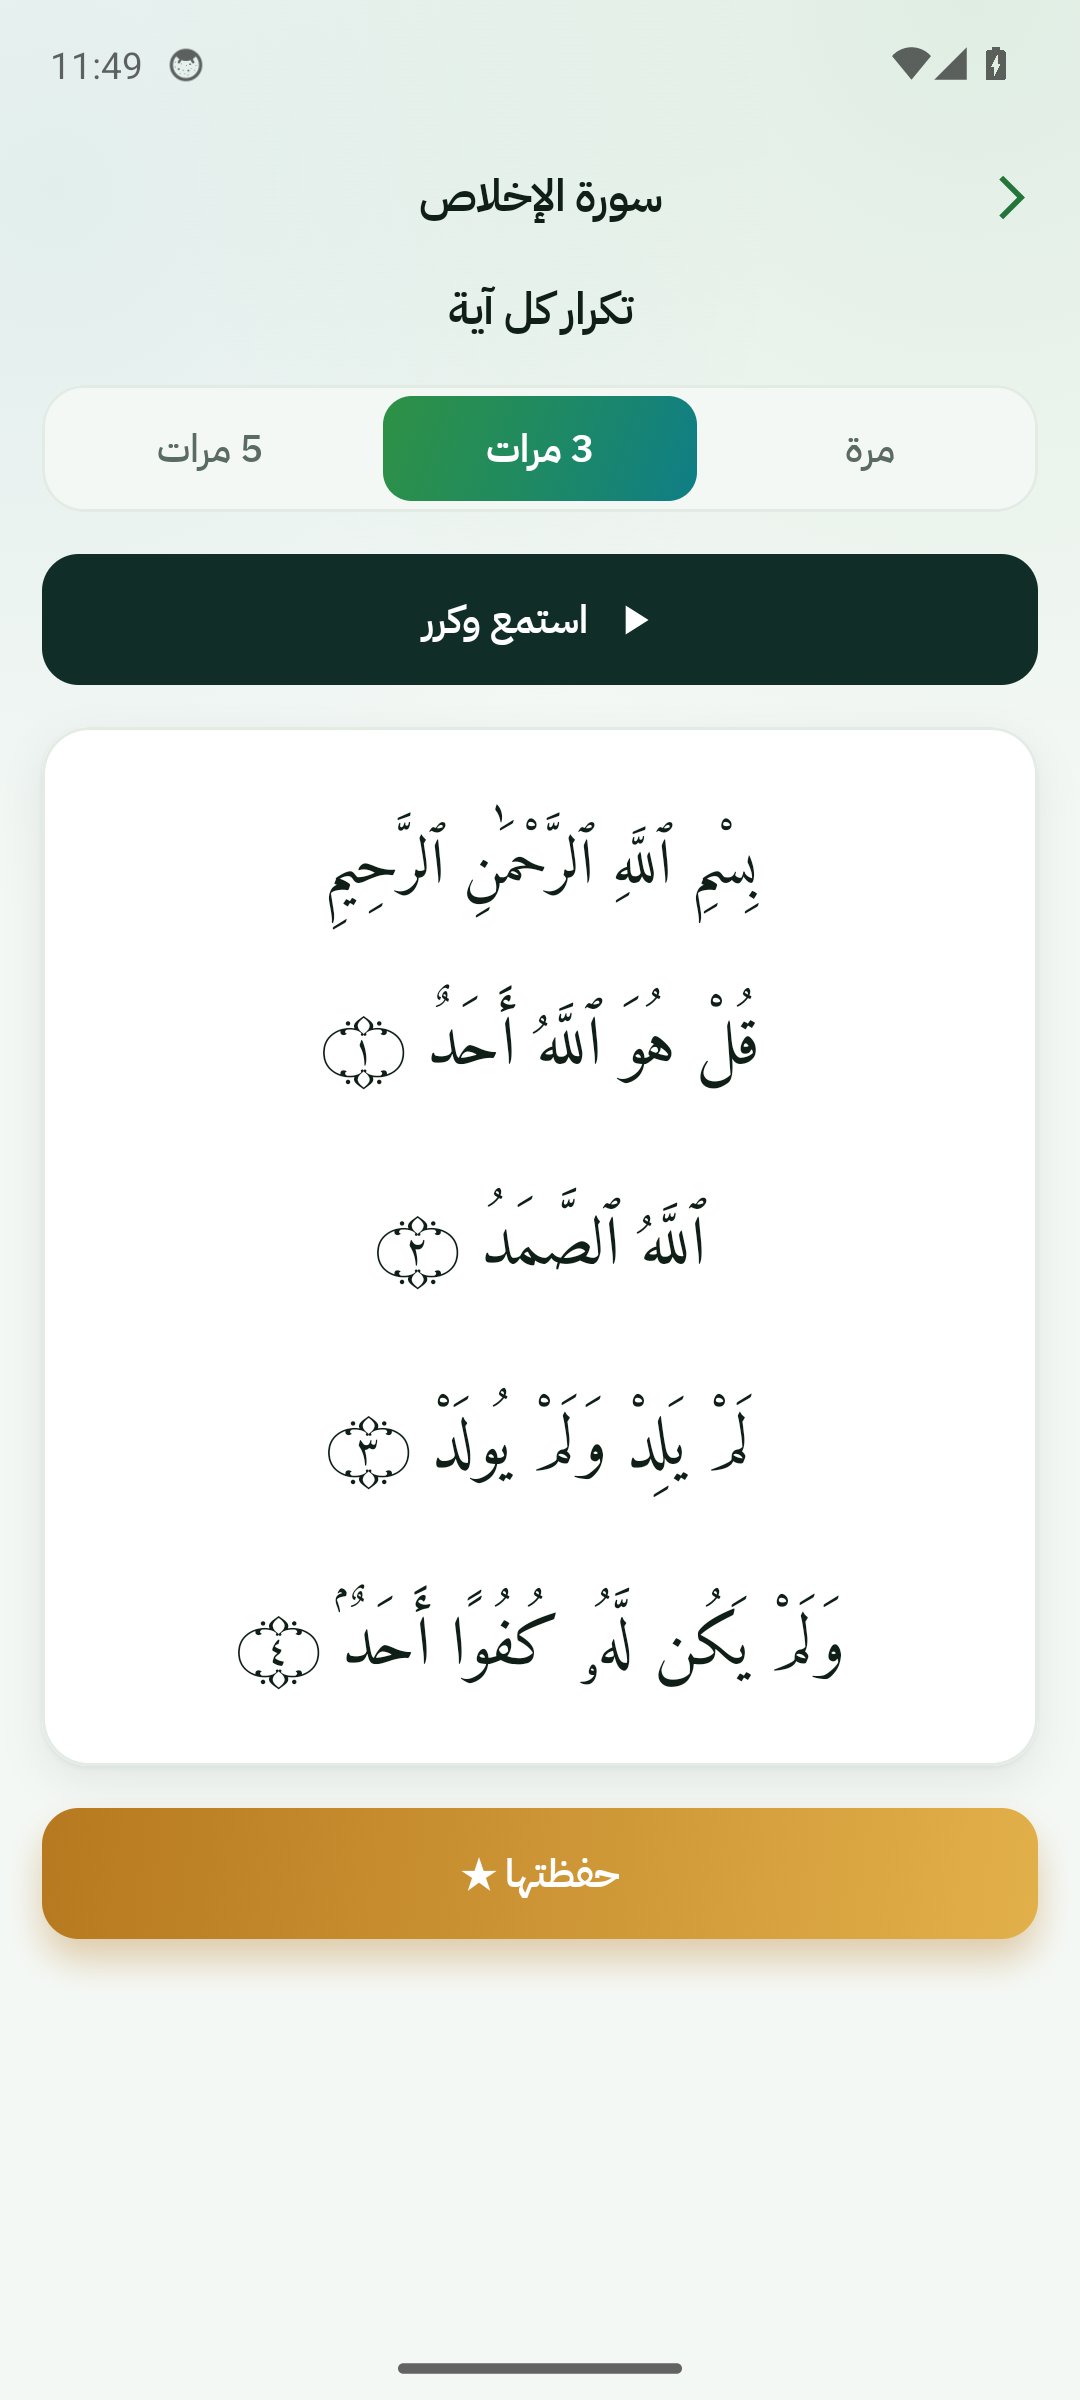 11:49
سورة الإخلاص
تكرار كل آية
مرة
3 مرات
5 مرات
استمع وكرر
بِسْمِ ٱللَّهِ ٱلرَّحْمَٰنِ ٱلرَّحِيمِ
قُلْ هُوَ ٱللَّهُ أَحَدٌ ١
ٱللَّهُ ٱلصَّمَدُ ٢
لَمْ يَلِدْ وَلَمْ يُولَدْ ٣
وَلَمْ يَكُن لَّهُۥ كُفُوًا أَحَدٌۢ ٤
حفظتها ★